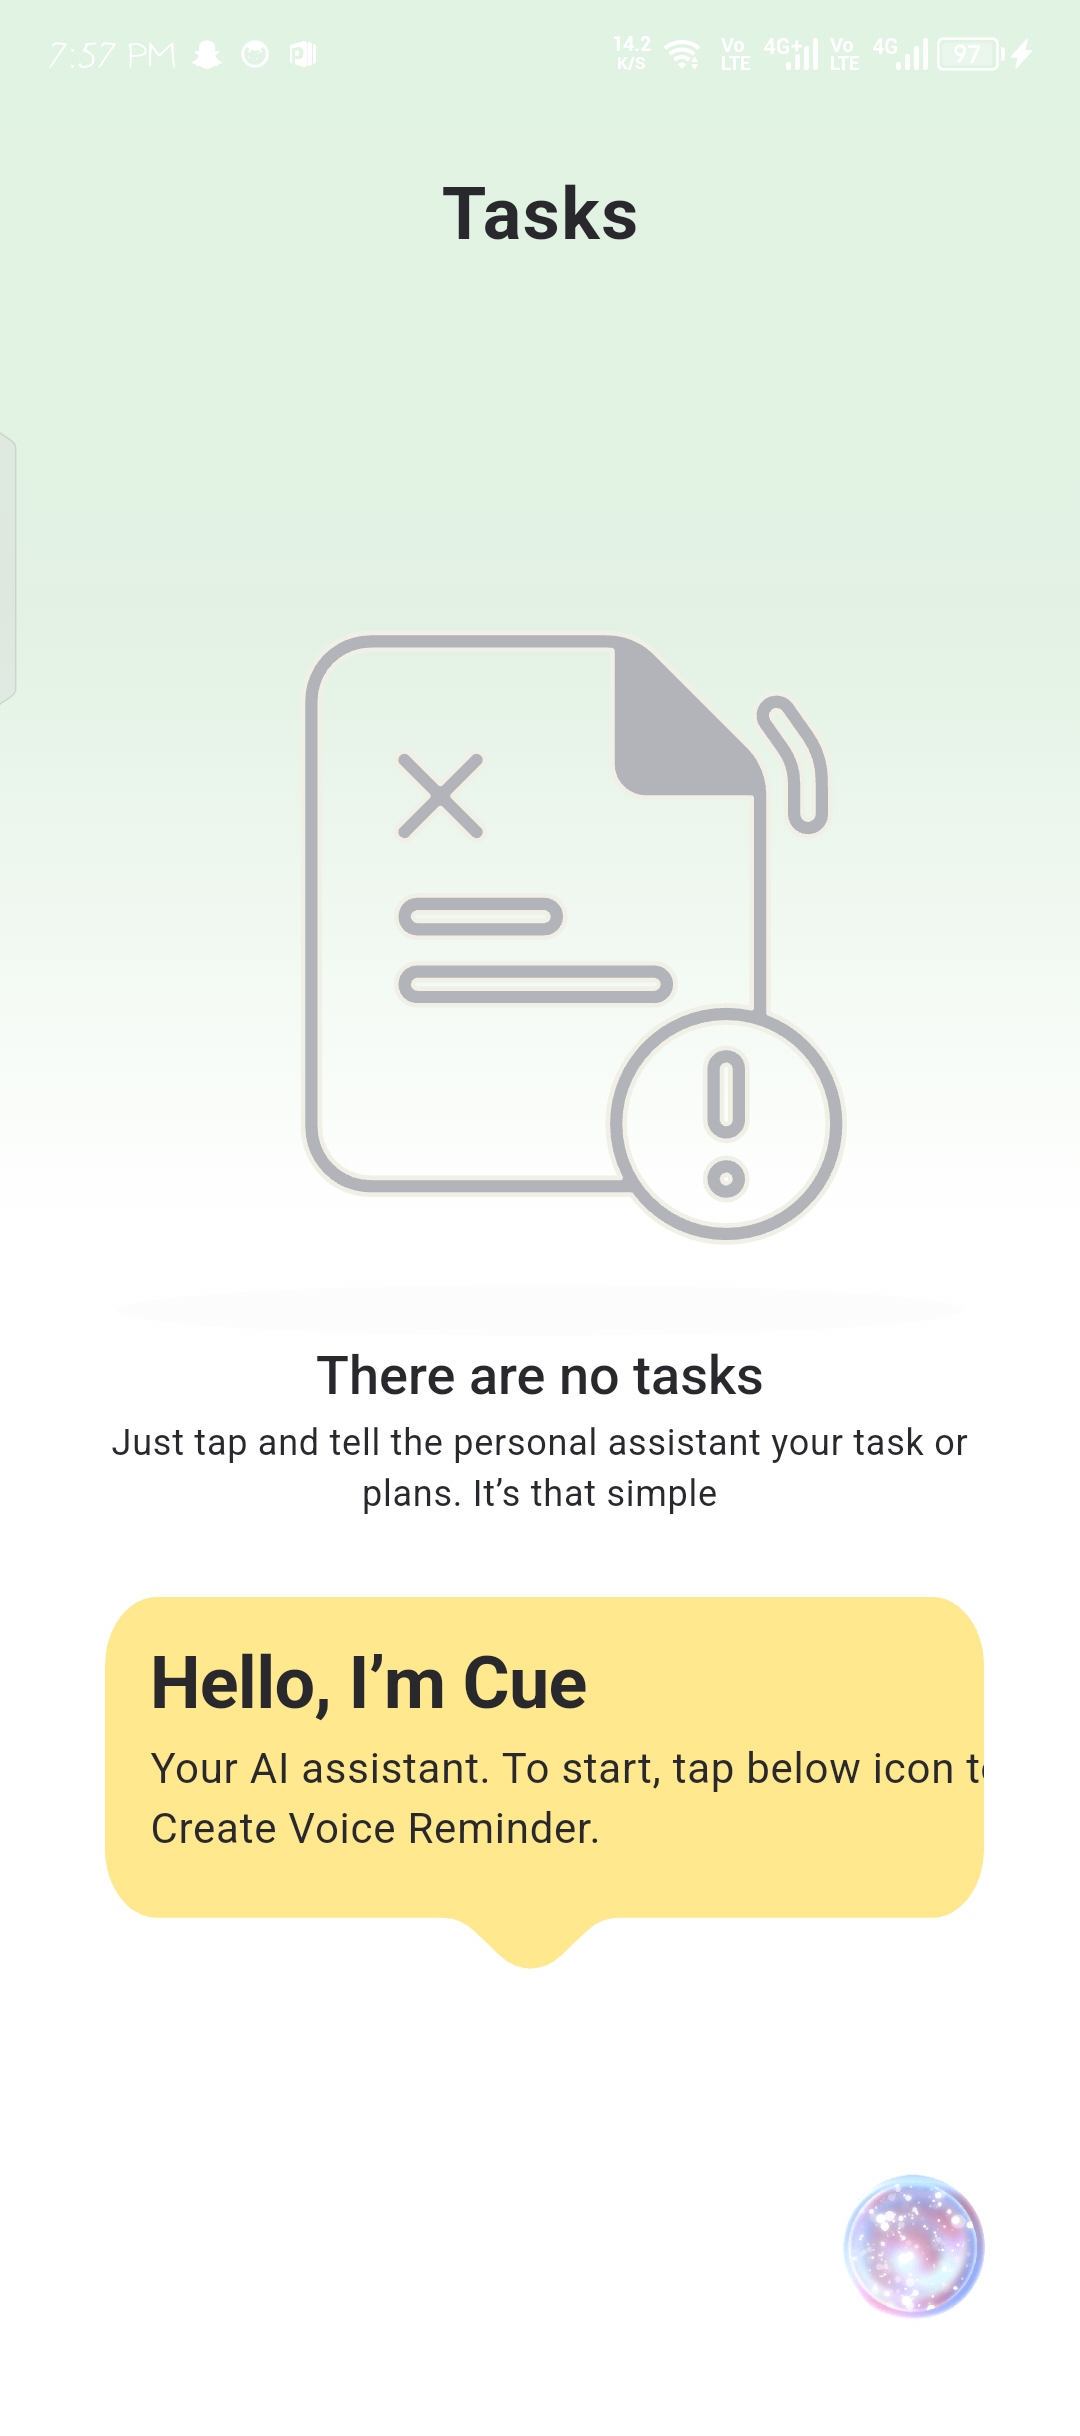 7:57 PM 14.2 K/S Vo LTE 4G+ Vo LTE 4G 97
Tasks
There are no tasks
Just tap and tell the personal assistant your task or
plans. It’s that simple
Hello, I’m Cue
Your AI assistant. To start, tap below icon
Create Voice Reminder.